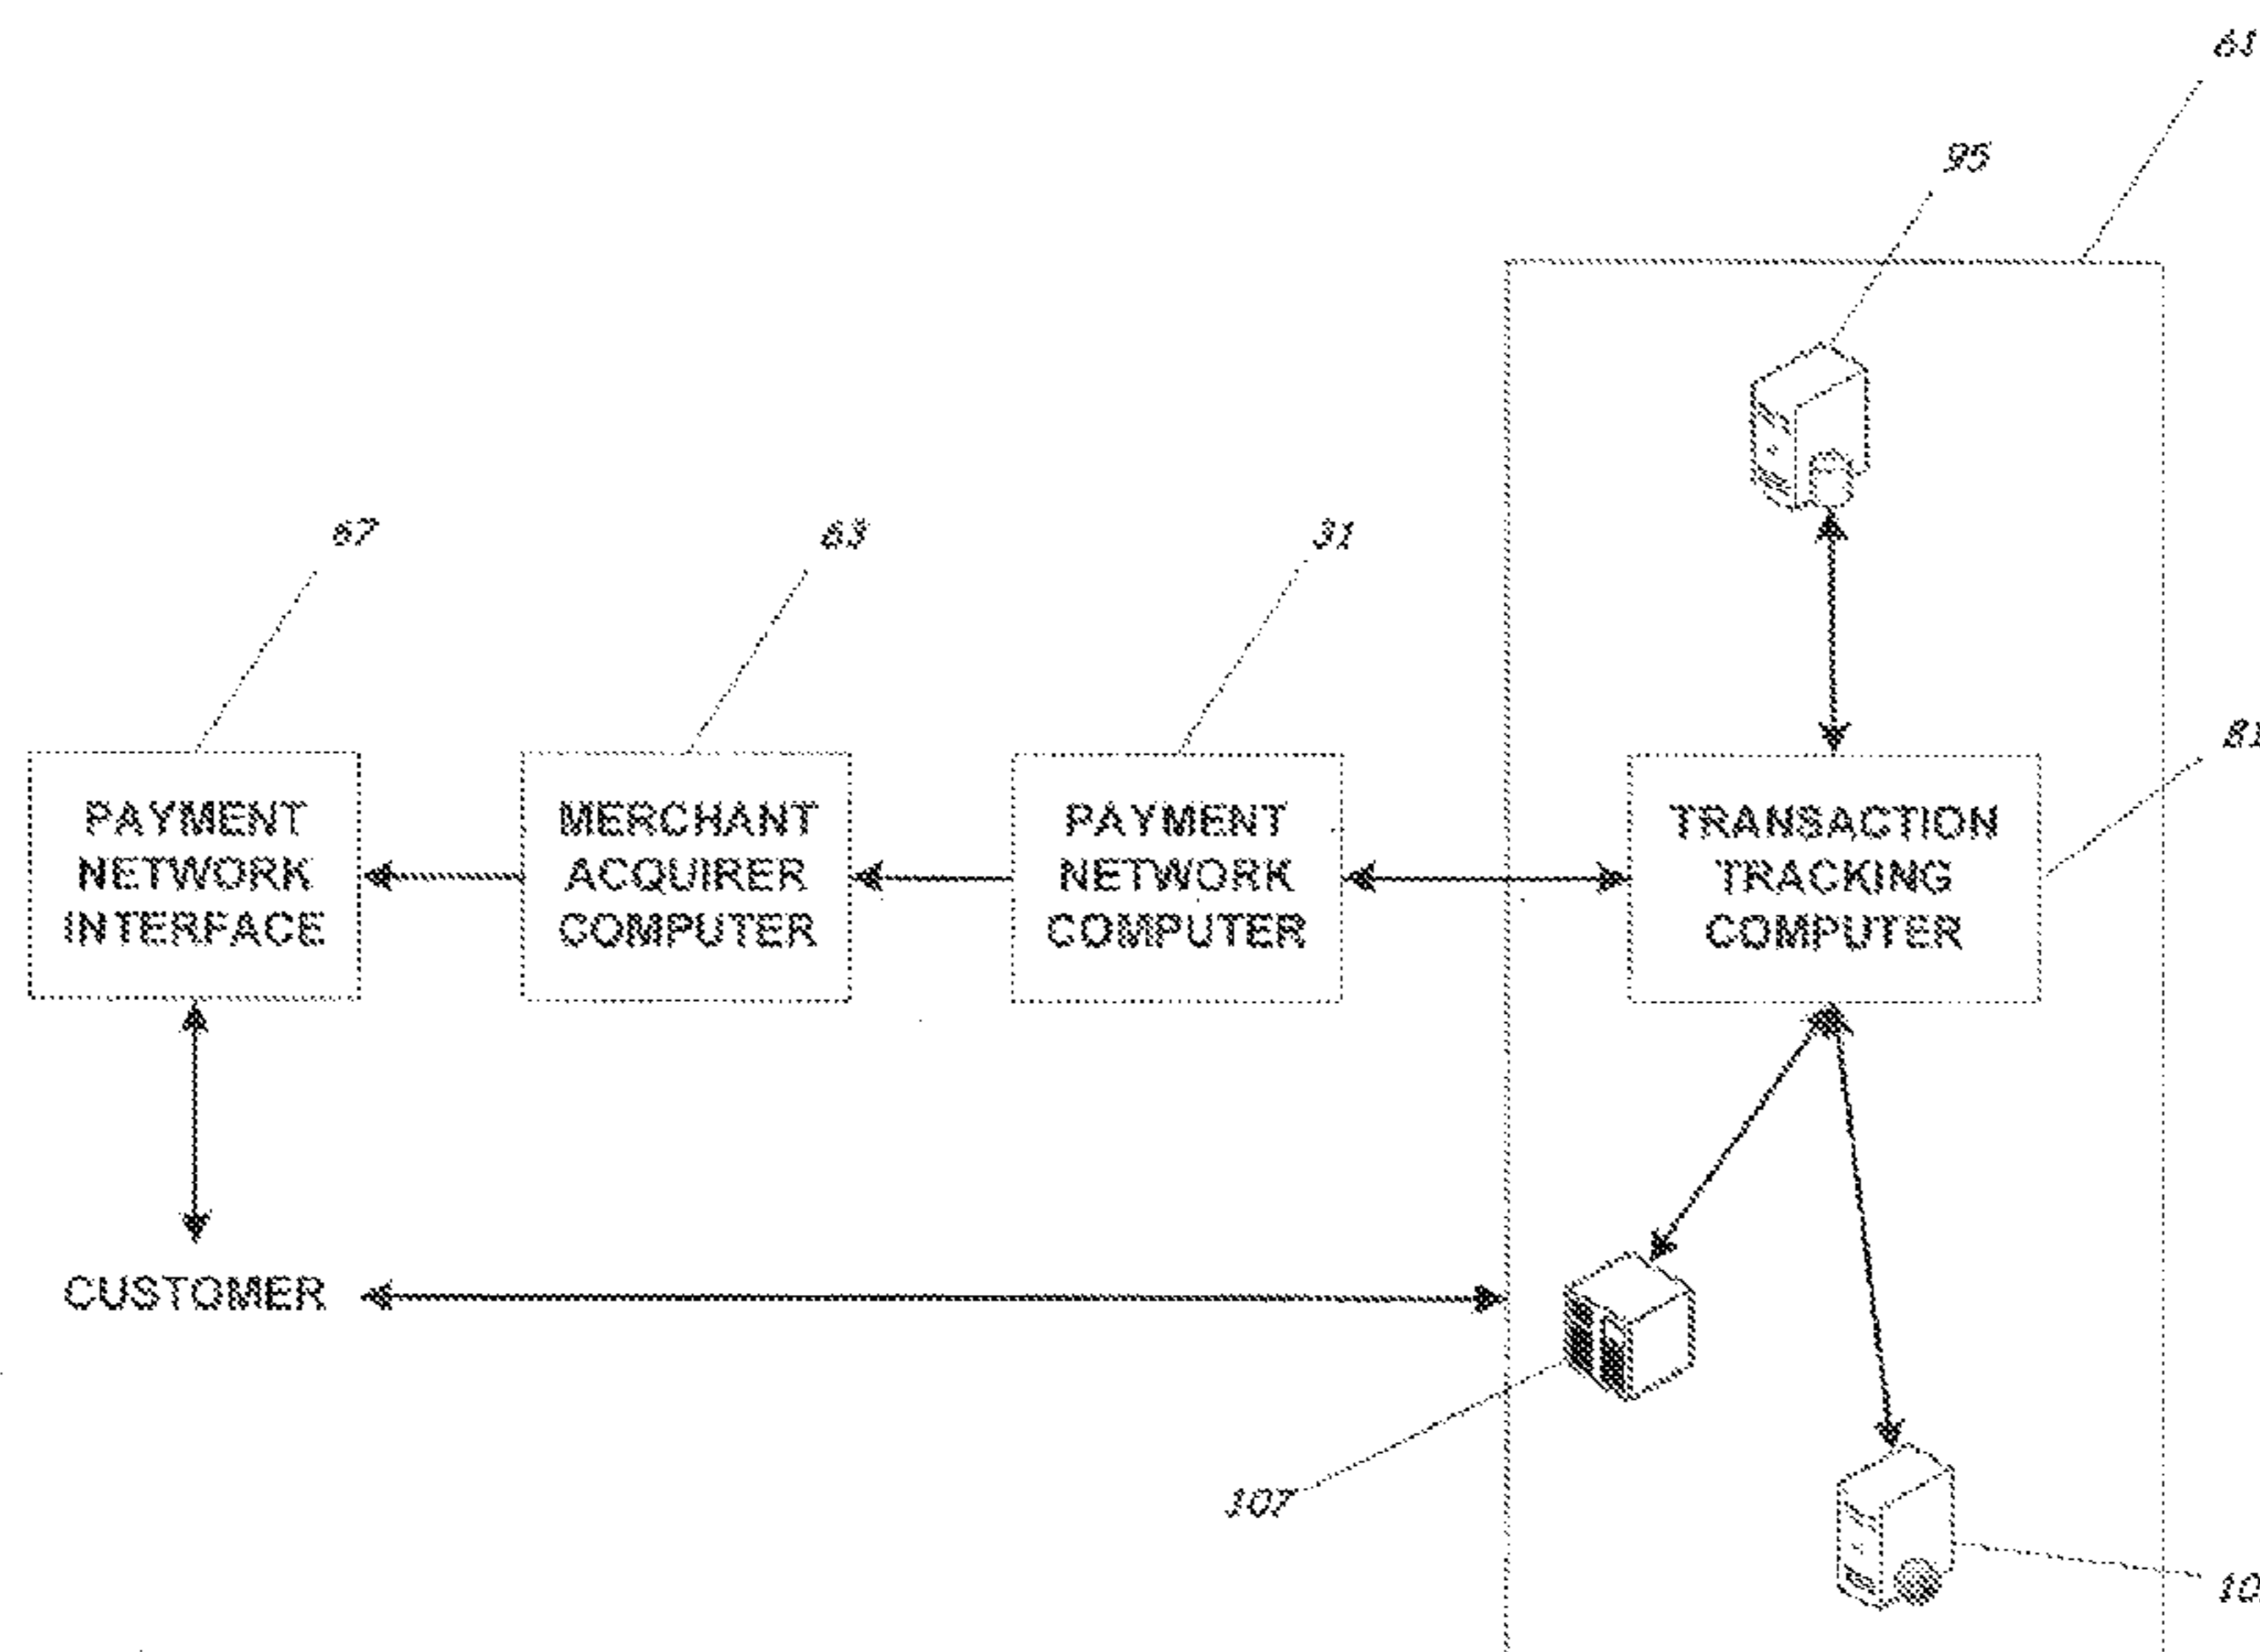 61
95
67
63
31
81
PAYMENT
NETWORK
INTERFACE
MERCHANT
ACQUIRER
COMPUTER
PAYMENT
NETWORK
COMPUTER
TRANSACTION
TRACKING
COMPUTER
CUSTOMER
107